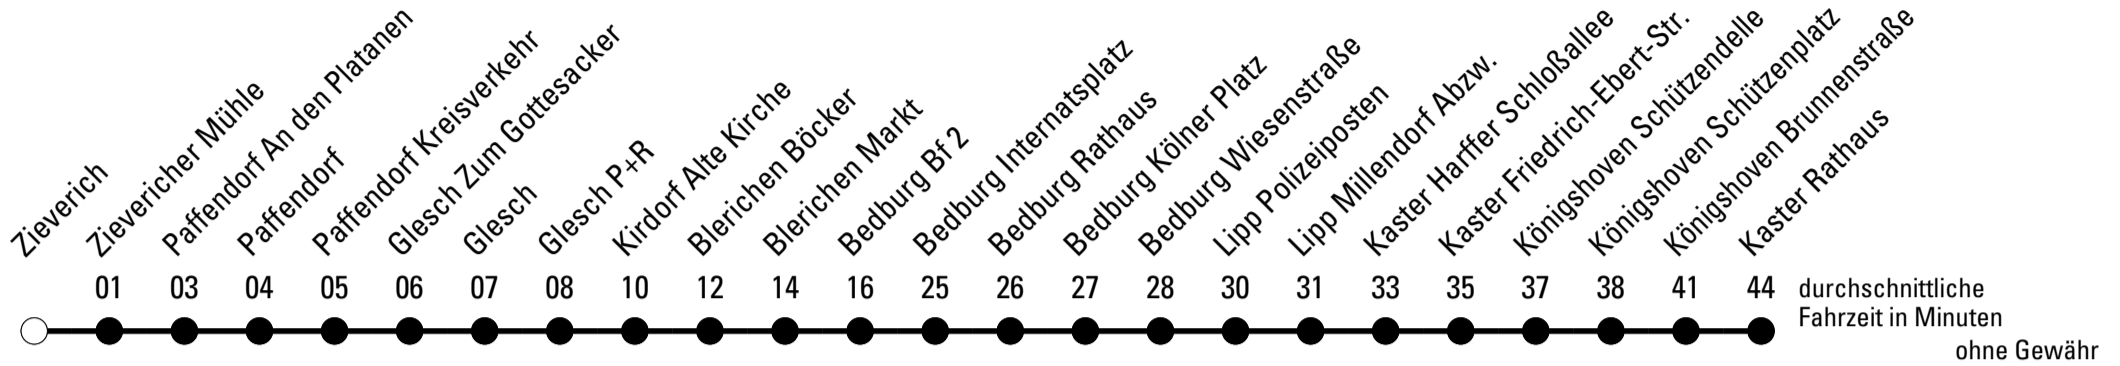 Zieverich
Zievericher Mühle
Paffendorf An den Platanen
Paffendorf
Paffendorf Kreisverkehr
Glesch Zum Gottesacker
Glesch
Glesch P+R
Kirdorf Alte Kirche
Blerichen Böcker
Blerichen Markt
Bedburg Bf 2
Bedburg Internatsplatz
Bedburg Rathaus
Bedburg Kölner Platz
Bedburg Wiesenstraße
Lipp Polizeiposten
Lipp Millendorf Abzw.
Kaster Harffer Schloßallee
Kaster Friedrich-Ebert-Str.
Königshoven Schützendelle
Königshoven Schützenplatz
Königshoven Brunnenstraße
Kaster Rathaus
01 03 04 05 06 07 08 10 12 14 16 25 26 27 28 30 31 33 35 37 38 41 44 durchschnittliche
Fahrzeit in Minuten
ohne Gewähr